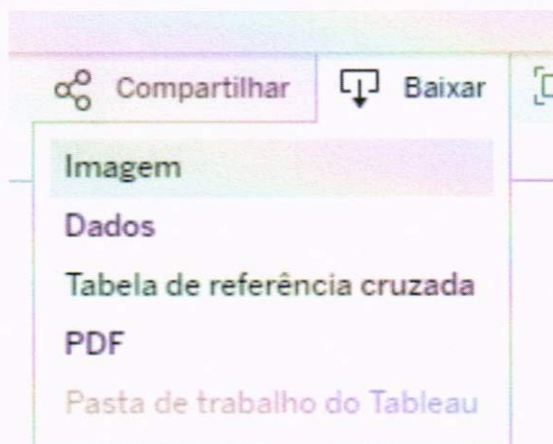 Compartilhar Baixar
Imagem
Dados
Tabela de referência cruzada
PDF
Pasta de trabalho do Tableau